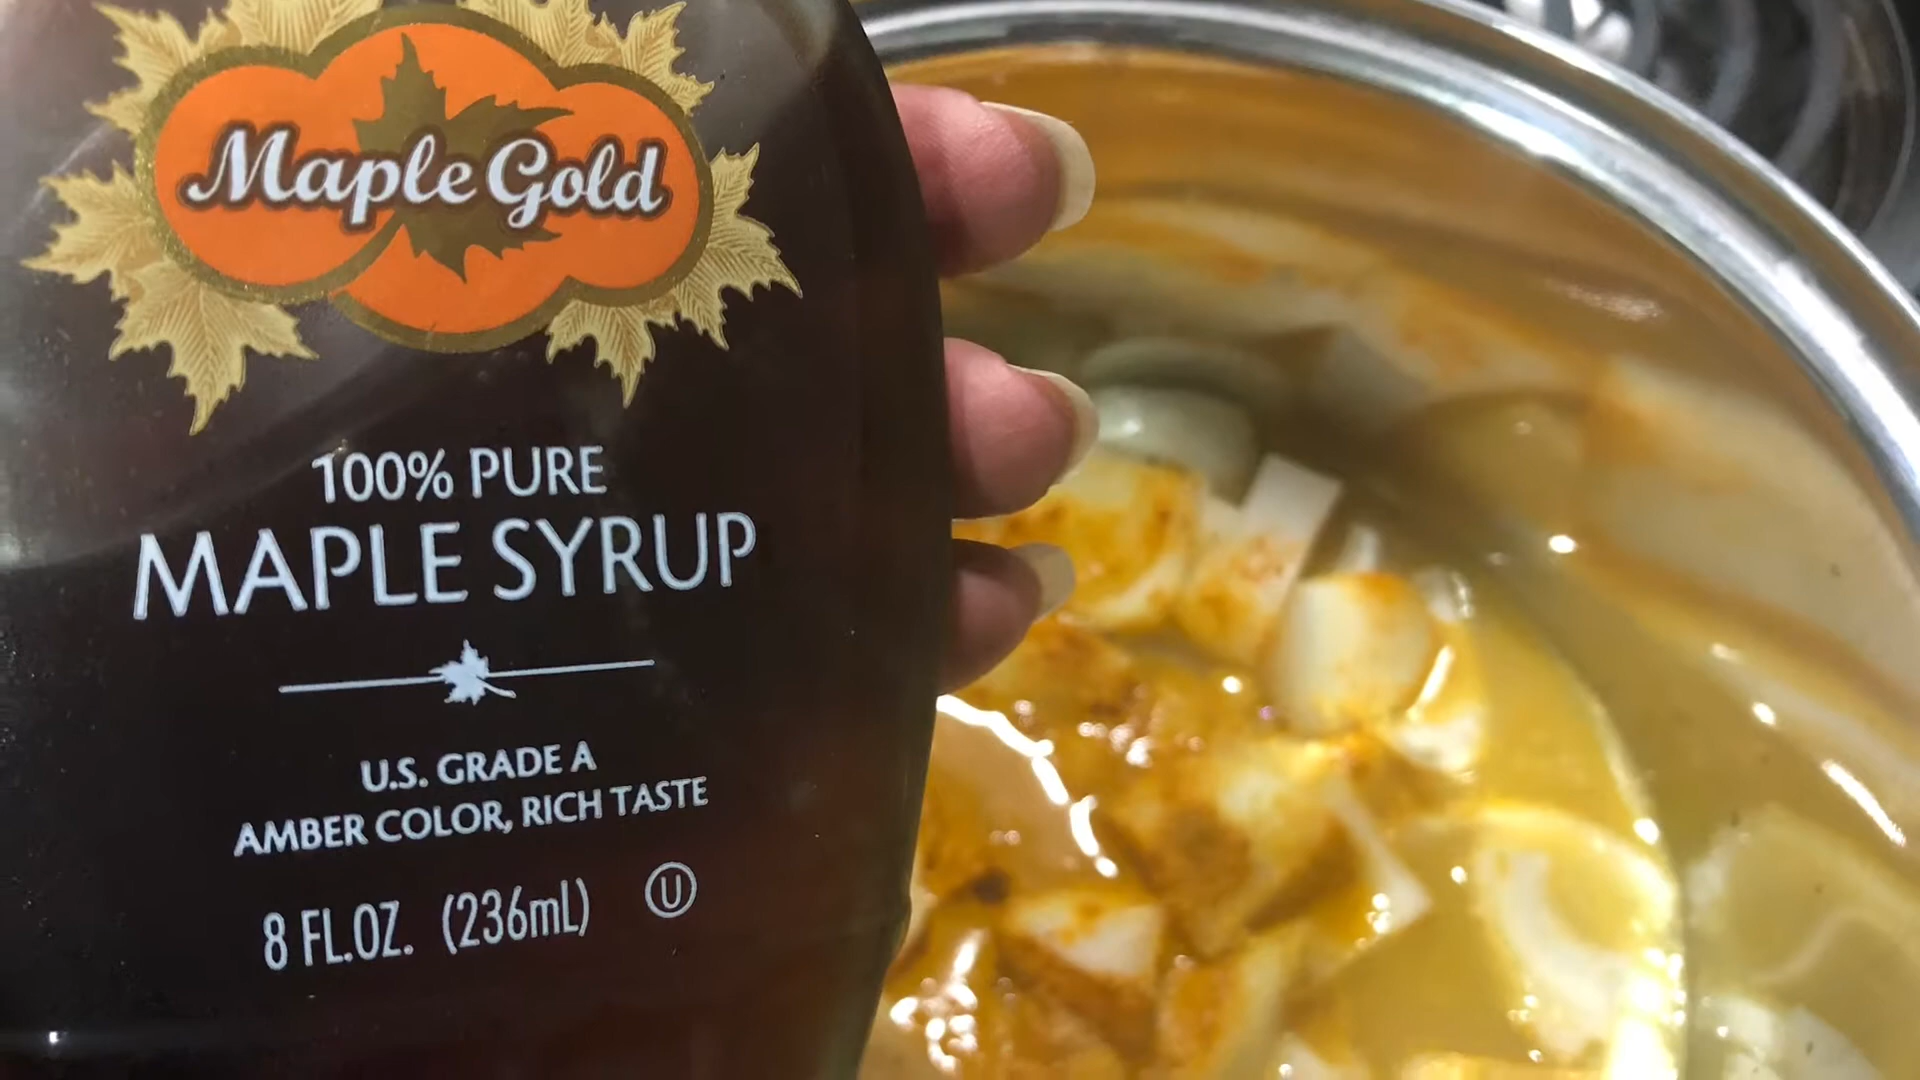 Maple Gold
100% PURE
MAPLE SYRUP
U.S. GRADE A
AMBER COLOR, RICH TASTE
8 FL.OZ. (236mL) U